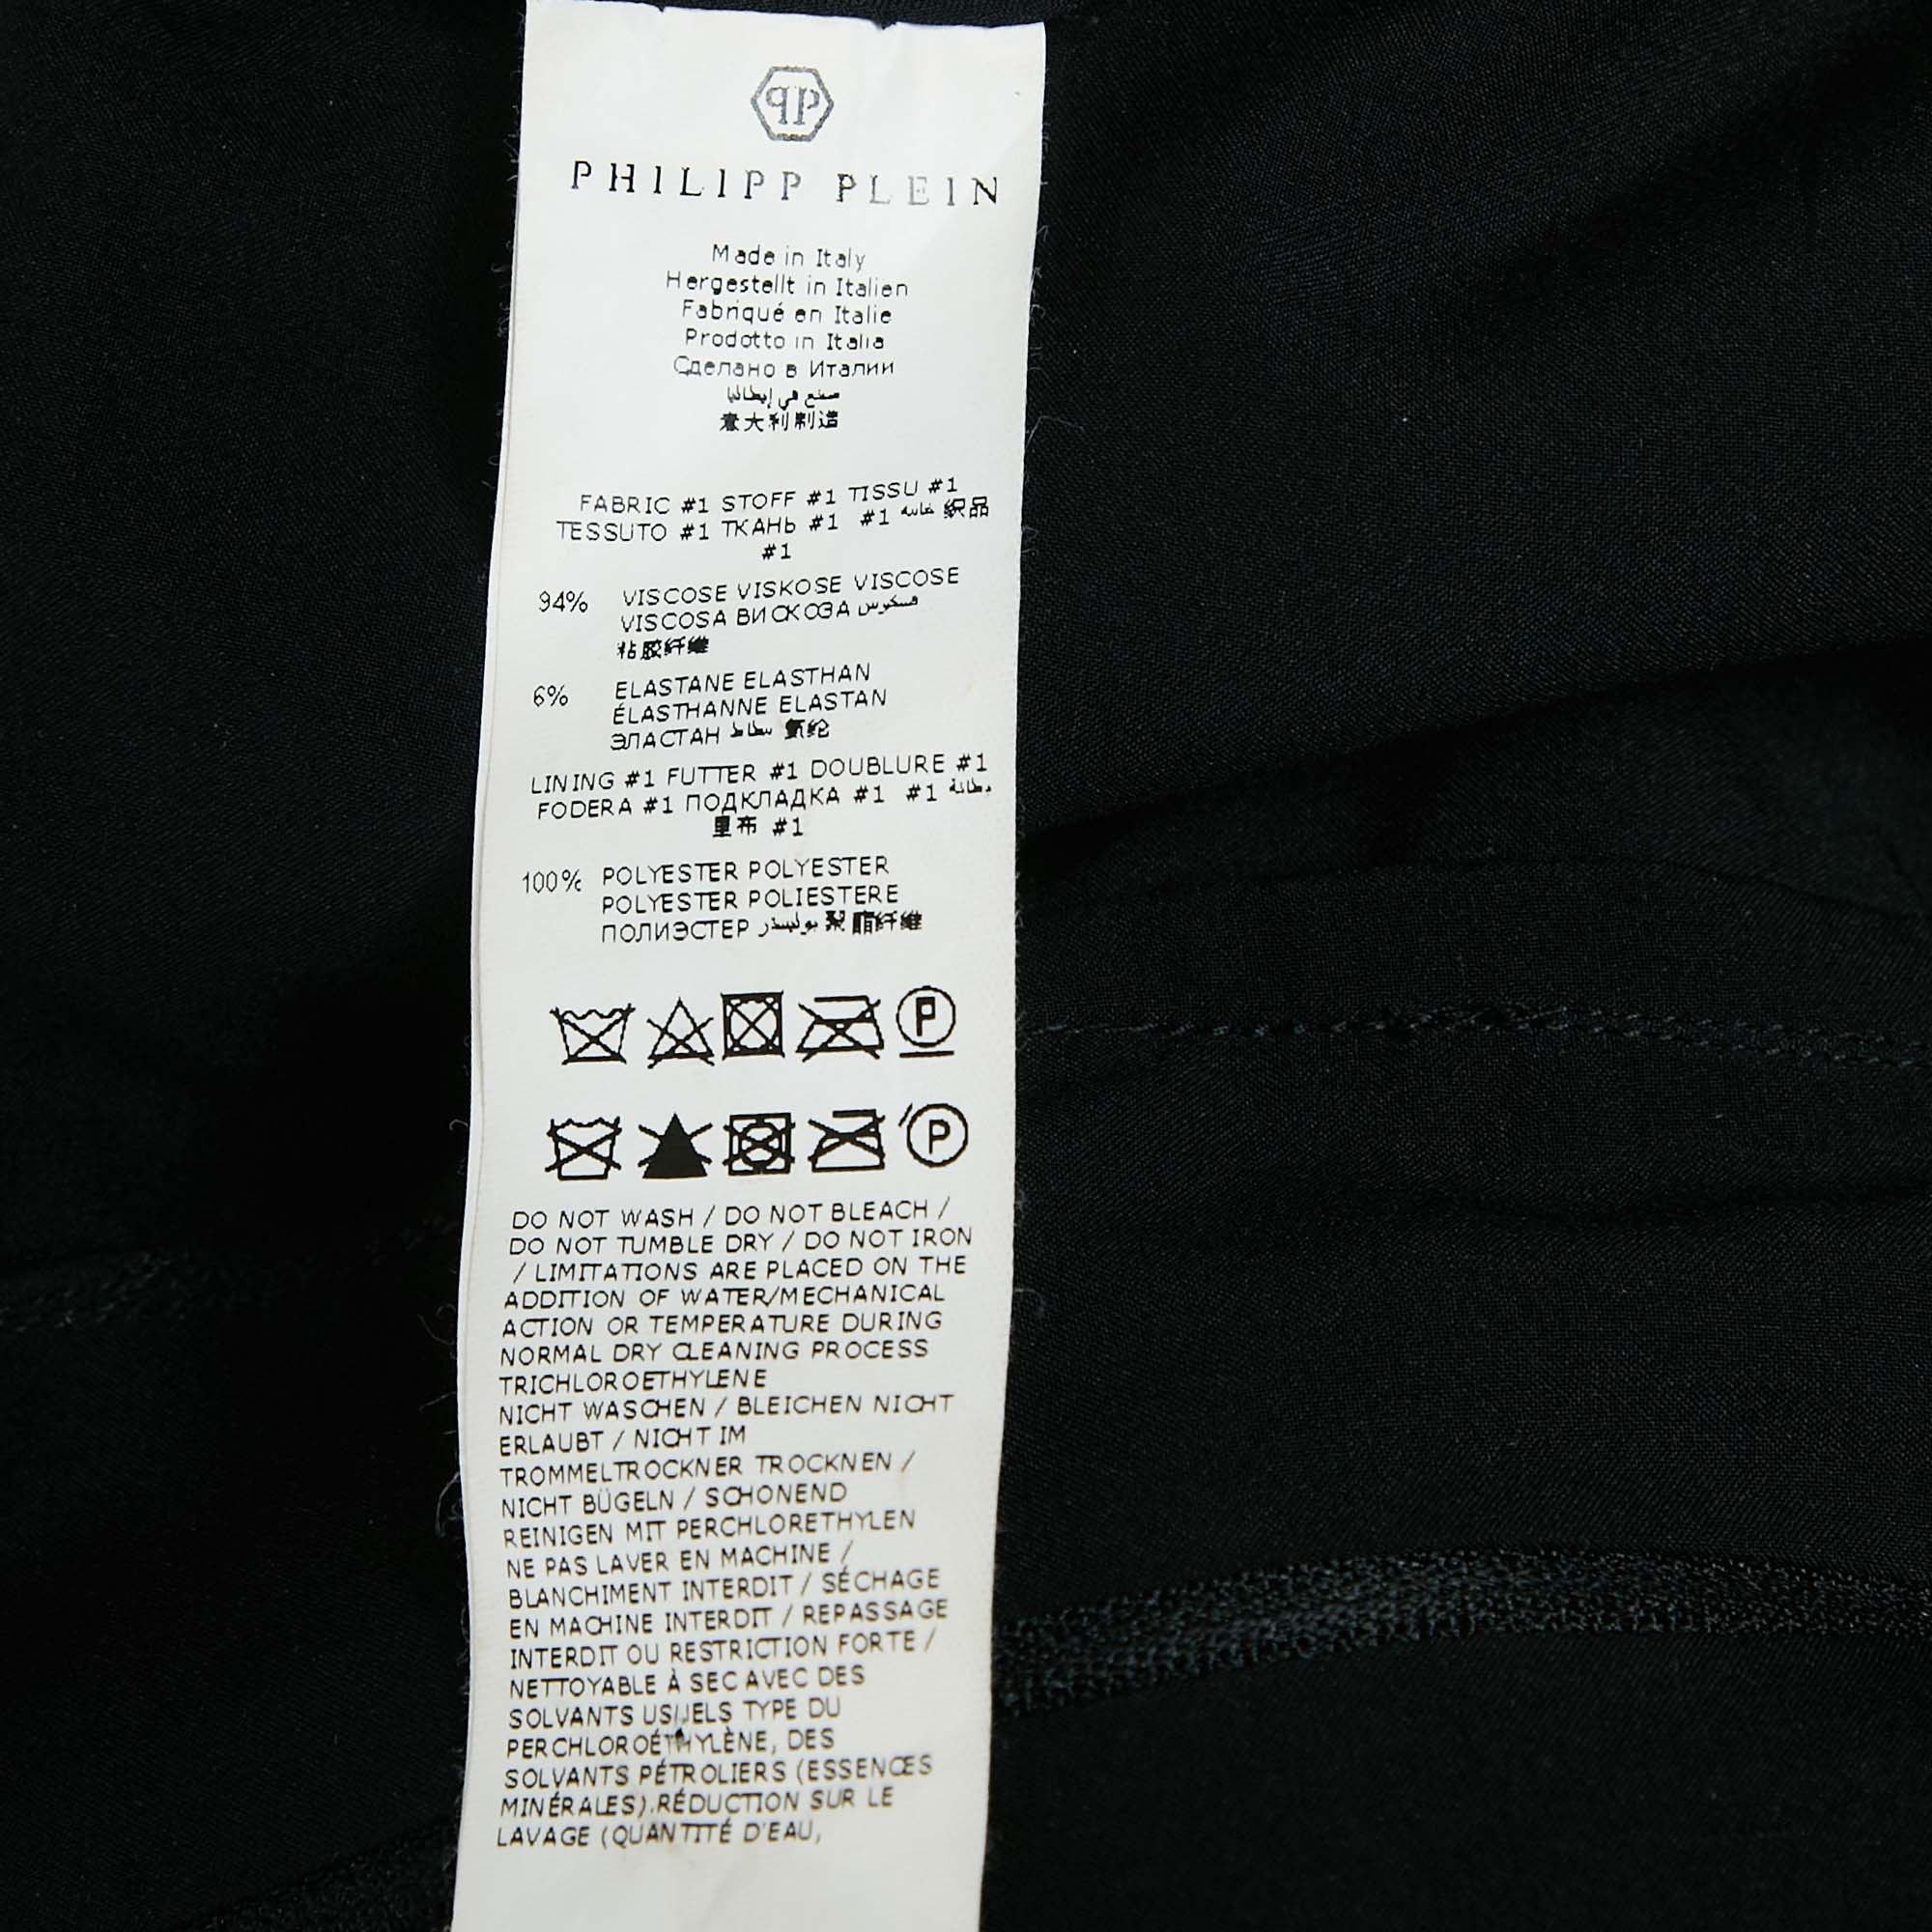 PHILIPP PLEIN
Made in Italy
Hergestellt in Italien
Fabriqué en Italie
Prodotto in Italia
Сделано в Италии
صنع في إيطاليا
意大利制造
FABRIC #1 STOFF #1 TISSU #1
TESSUTO #1 ТКАНЬ #1 #1 织品
#1
94% VISCOSE VISKOSE VISCOSE
VISCOSA ВИСКОЗА فسكوس
粘胶纤维
6% ELASTANE ELASTHAN
ÉLASTHANNE ELASTAN
ЭЛАСТАН مطاط 氨纶
LINING #1 FUTTER #1 DOUBLURE #1
FODERA #1 ПОДКЛАДКА #1 #1 بطانة
里布 #1
100% POLYESTER POLYESTER
POLYESTER POLIESTERE
ПОЛИЭСТЕР بوليستر 聚酯纤维
P
P
DO NOT WASH / DO NOT BLEACH /
DO NOT TUMBLE DRY / DO NOT IRON
/ LIMITATIONS ARE PLACED ON THE
ADDITION OF WATER/MECHANICAL
ACTION OR TEMPERATURE DURING
NORMAL DRY CLEANING PROCESS
TRICHLOROETHYLENE
NICHT WASCHEN / BLEICHEN NICHT
ERLAUBT / NICHT IM
TROMMELTROCKNER TROCKNEN /
NICHT BÜGELN / SCHONEND
REINIGEN MIT PERCHLORETHYLEN
NE PAS LAVER EN MACHINE /
BLANCHIMENT INTERDIT / SÉCHAGE
EN MACHINE INTERDIT / REPASSAGE
INTERDIT OU RESTRICTION FORTE /
NETTOYABLE À SEC AVEC DES
SOLVANTS USUELS TYPE DU
PERCHLOROÉTHYLÈNE, DES
SOLVANTS PÉTROLIERS (ESSENCES
MINÉRALES).RÉDUCTION SUR LE
LAVAGE (QUANTITÉ D'EAU,